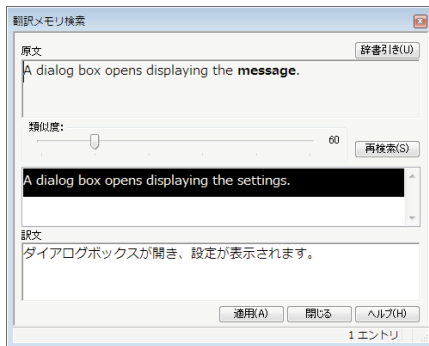 翻訳メモリ検索
原文
辞書引き(U)
A dialog box opens displaying the message.
類似度:
60
再検索(S)
A dialog box opens displaying the settings.
訳文
ダイアログボックスが開き、設定が表示されます。
適用(A) 閉じる ヘルプ(H)
1 エントリ